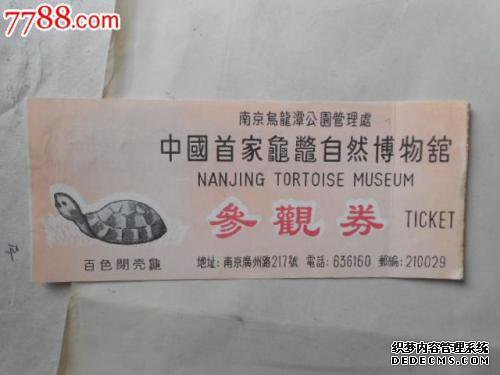 7788.com
南京烏龍潭公園管理處
中國首家龜鼈自然博物舘
NANJING TORTOISE MUSEUM
參觀券 TICKET
百色閉壳龜
地址:南京廣州路217號 電話:636160 郵編:210029
织梦内容管理系统
DEDECMS.COM